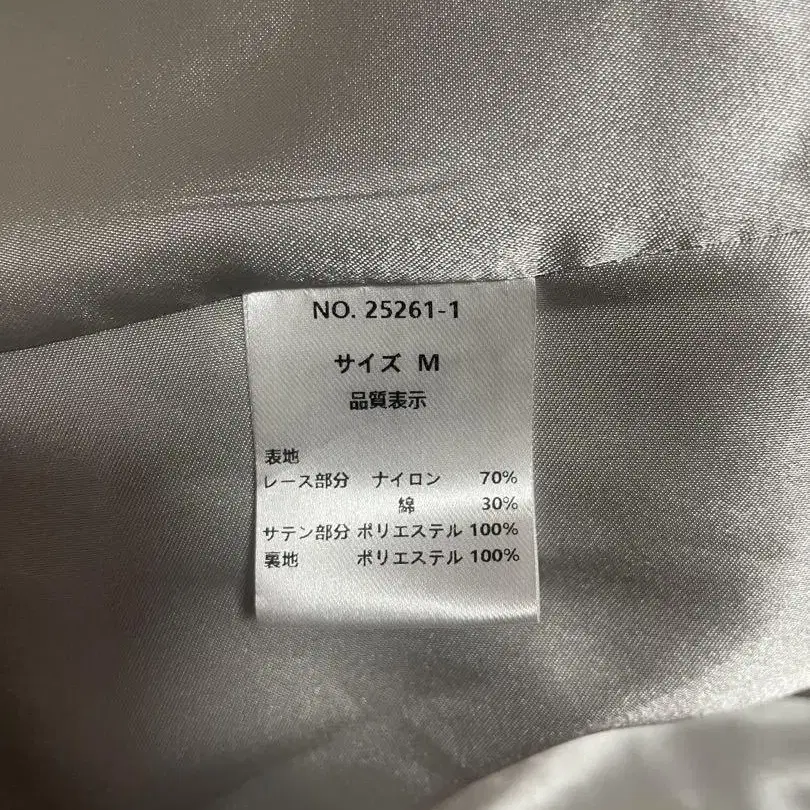 NO. 25261-1
サイズ M
品質表示
表地
レース部分 ナイロン 70%
綿 30%
サテン部分 ポリエステル 100%
裏地 ポリエステル 100%